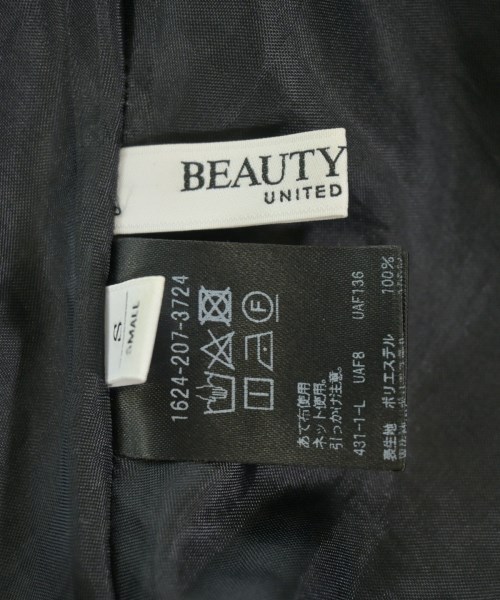 BEAUTY
UNITED
S
SMALL
1624-207-3724
F
あて布使用
ネット使用。
引っかけ注意。
431-1-L UAF8 UAF136
表生地 ポリエステル 100%